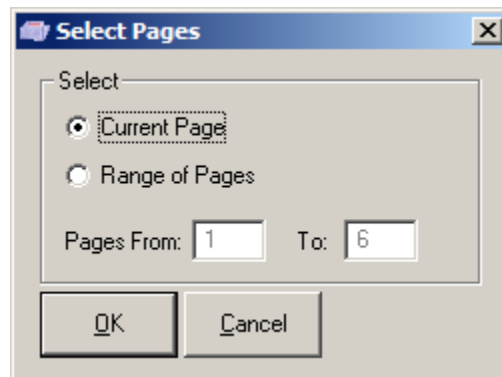 Select Pages
Select
Current Page
Range of Pages
Pages From: 1 To: 6
OK Cancel